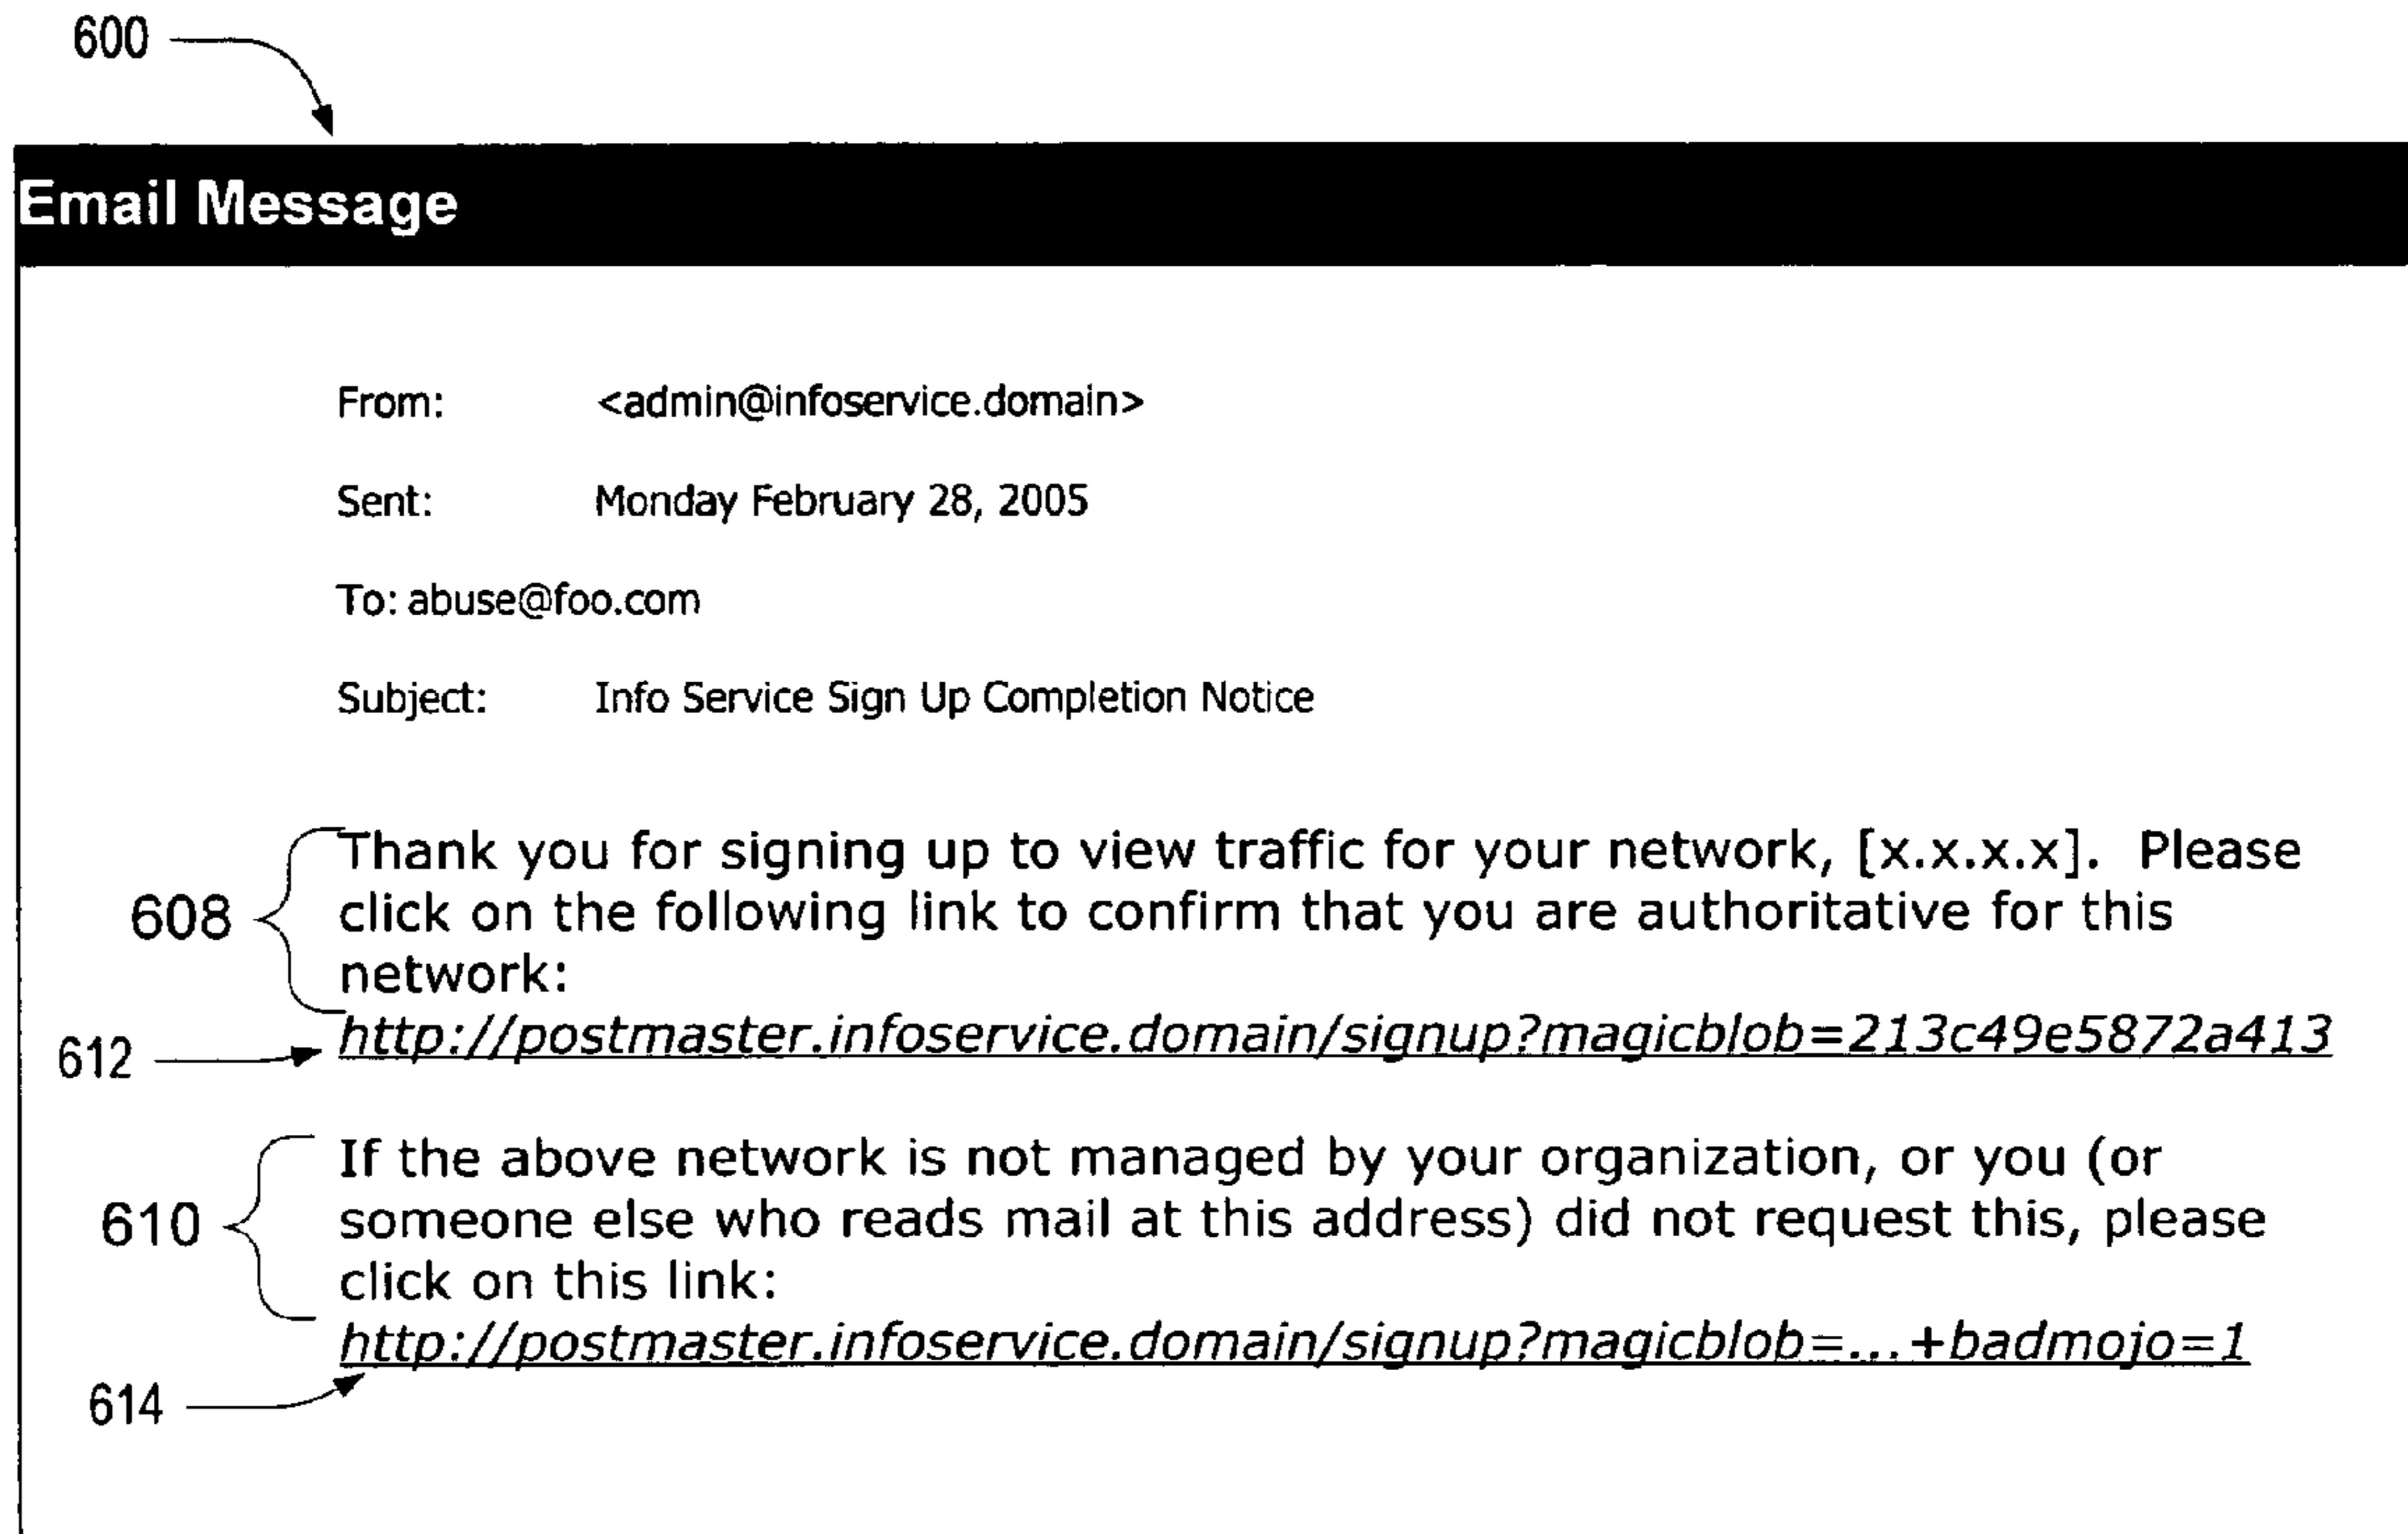 600
Email Message
From: <admin@infoservice.domain>
Sent: Monday February 28, 2005
To: abuse@foo.com
Subject: Info Service Sign Up Completion Notice
Thank you for signing up to view traffic for your network, [x.x.x.x]. Please
608 click on the following link to confirm that you are authoritative for this
network:
612 http://postmaster.infoservice.domain/signup?magicblob=213c49e5872a413
If the above network is not managed by your organization, or you (or
610 someone else who reads mail at this address) did not request this, please
click on this link:
http://postmaster.infoservice.domain/signup?magicblob=...+badmojo=1
614